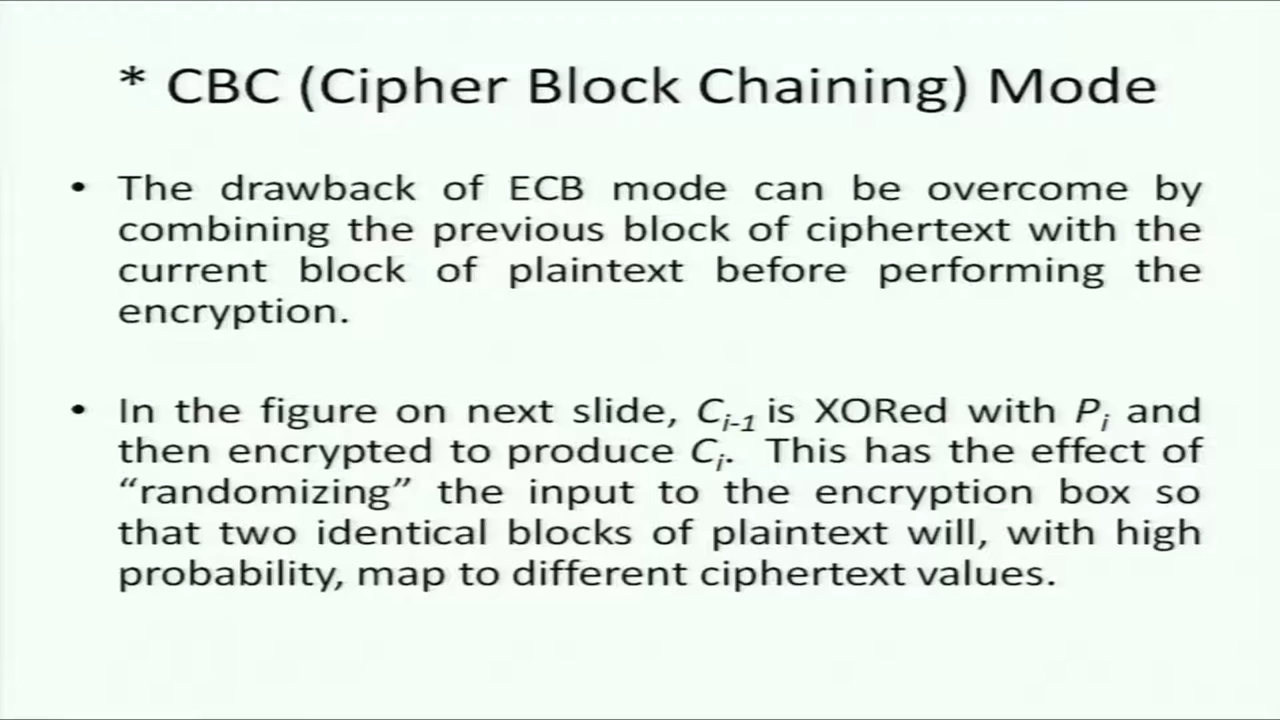 * CBC (Cipher Block Chaining) Mode
• The drawback of ECB mode can be overcome by
combining the previous block of ciphertext with the
current block of plaintext before performing the
encryption.
• In the figure on next slide, Ci-1 is XORed with Pi and
then encrypted to produce Ci. This has the effect of
“randomizing” the input to the encryption box so
that two identical blocks of plaintext will, with high
probability, map to different ciphertext values.